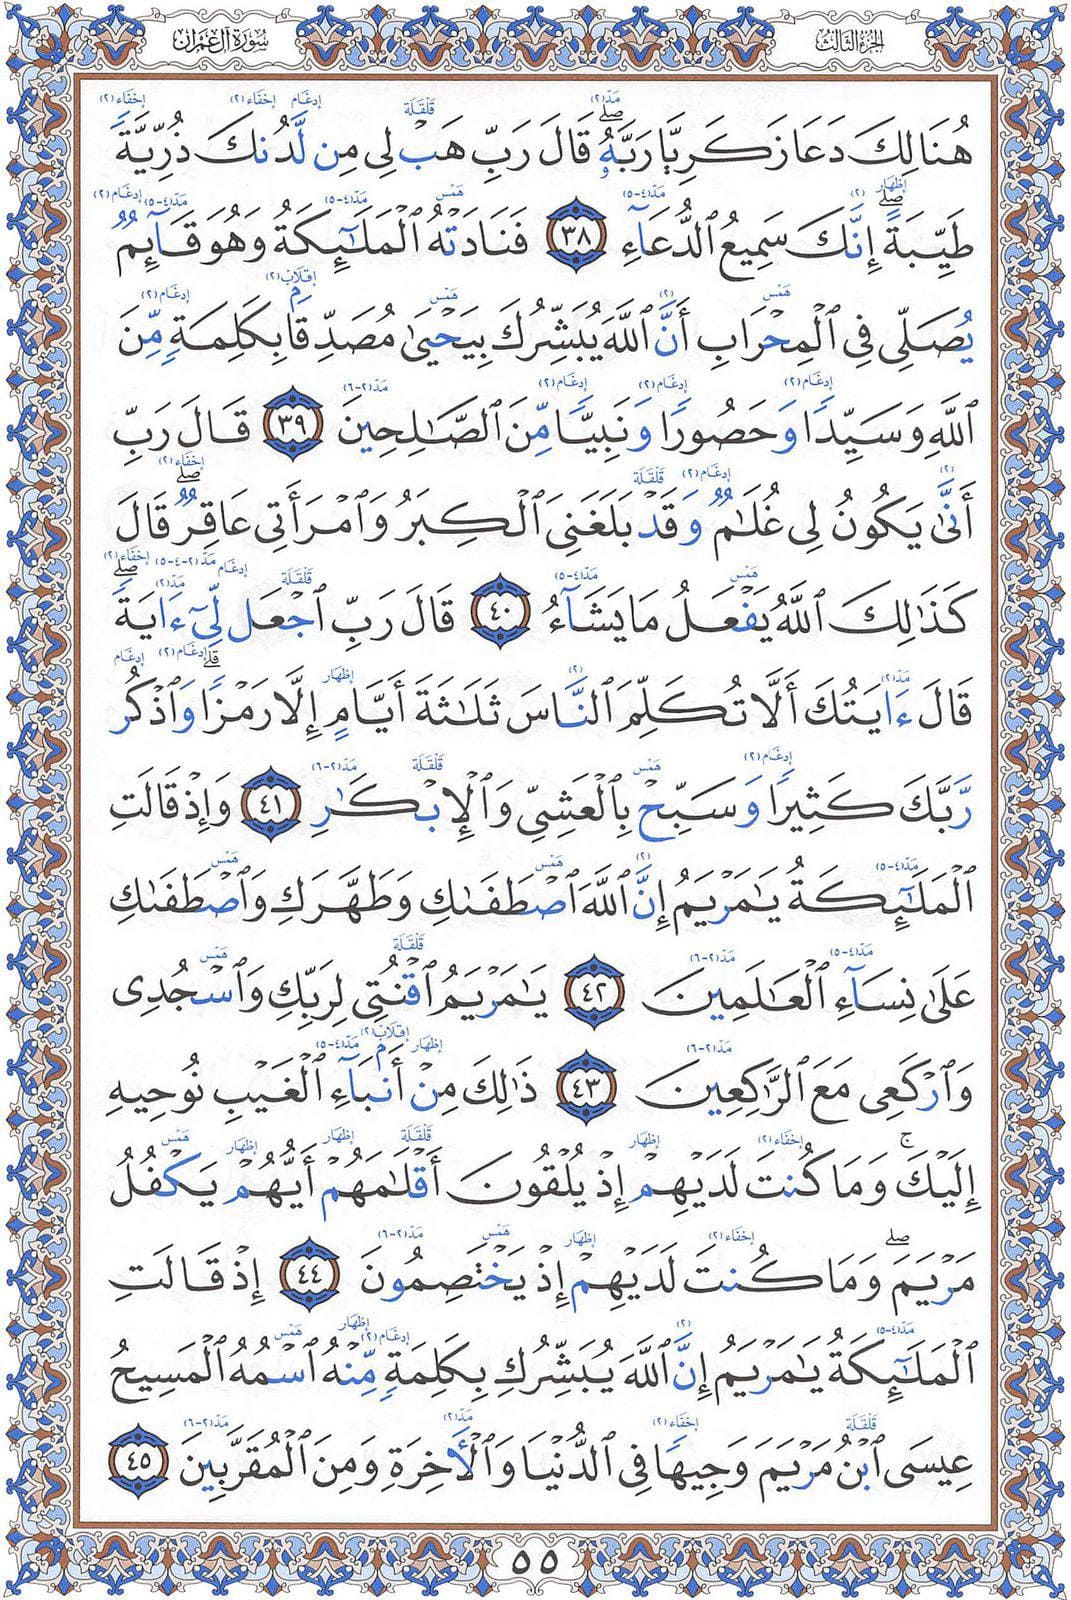 الجزء الثالث
سورة آل عمران
هُنَالِكَ دَعَا زَكَرِيَّا رَبَّهُۥ ۖ قَالَ رَبِّ هَبْ لِى مِن لَّدُنكَ ذُرِّيَّةً
طَيِّبَةً ۖ إِنَّكَ سَمِيعُ ٱلدُّعَآءِ ٣٨ فَنَادَتْهُ ٱلْمَلَـٰٓئِكَةُ وَهُوَ قَآئِمٌ
يُصَلِّى فِى ٱلْمِحْرَابِ أَنَّ ٱللَّهَ يُبَشِّرُكَ بِيَحْيَىٰ مُصَدِّقًۢا بِكَلِمَةٍ مِّنَ
ٱللَّهِ وَسَيِّدًا وَحَصُورًا وَنَبِيًّا مِّنَ ٱلصَّـٰلِحِينَ ٣٩ قَالَ رَبِّ
أَنَّىٰ يَكُونُ لِى غُلَـٰمٌ وَقَدْ بَلَغَنِىَ ٱلْكِبَرُ وَٱمْرَأَتِى عَاقِرٌ ۖ قَالَ
كَذَٰلِكَ ٱللَّهُ يَفْعَلُ مَا يَشَآءُ ٤٠ قَالَ رَبِّ ٱجْعَل لِّىٓ ءَايَةً ۖ
قَالَ ءَايَتُكَ أَلَّا تُكَلِّمَ ٱلنَّاسَ ثَلَـٰثَةَ أَيَّامٍ إِلَّا رَمْزًا ۗ وَٱذْكُر
رَّبَّكَ كَثِيرًا وَسَبِّحْ بِٱلْعَشِىِّ وَٱلْإِبْكَـٰرِ ٤١ وَإِذْ قَالَتِ
ٱلْمَلَـٰٓئِكَةُ يَـٰمَرْيَمُ إِنَّ ٱللَّهَ ٱصْطَفَىٰكِ وَطَهَّرَكِ وَٱصْطَفَىٰكِ
عَلَىٰ نِسَآءِ ٱلْعَـٰلَمِينَ ٤٢ يَـٰمَرْيَمُ ٱقْنُتِى لِرَبِّكِ وَٱسْجُدِى
وَٱرْكَعِى مَعَ ٱلرَّٰكِعِينَ ٤٣ ذَٰلِكَ مِنْ أَنۢبَآءِ ٱلْغَيْبِ نُوحِيهِ
إِلَيْكَ ۚ وَمَا كُنتَ لَدَيْهِمْ إِذْ يُلْقُونَ أَقْلَـٰمَهُمْ أَيُّهُمْ يَكْفُلُ
مَرْيَمَ ۖ وَمَا كُنتَ لَدَيْهِمْ إِذْ يَخْتَصِمُونَ ٤٤ إِذْ قَالَتِ
ٱلْمَلَـٰٓئِكَةُ يَـٰمَرْيَمُ إِنَّ ٱللَّهَ يُبَشِّرُكِ بِكَلِمَةٍ مِّنْهُ ٱسْمُهُ ٱلْمَسِيحُ
عِيسَى ٱبْنُ مَرْيَمَ وَجِيهًا فِى ٱلدُّنْيَا وَٱلْـَٔاخِرَةِ وَمِنَ ٱلْمُقَرَّبِينَ ٤٥
٥٥